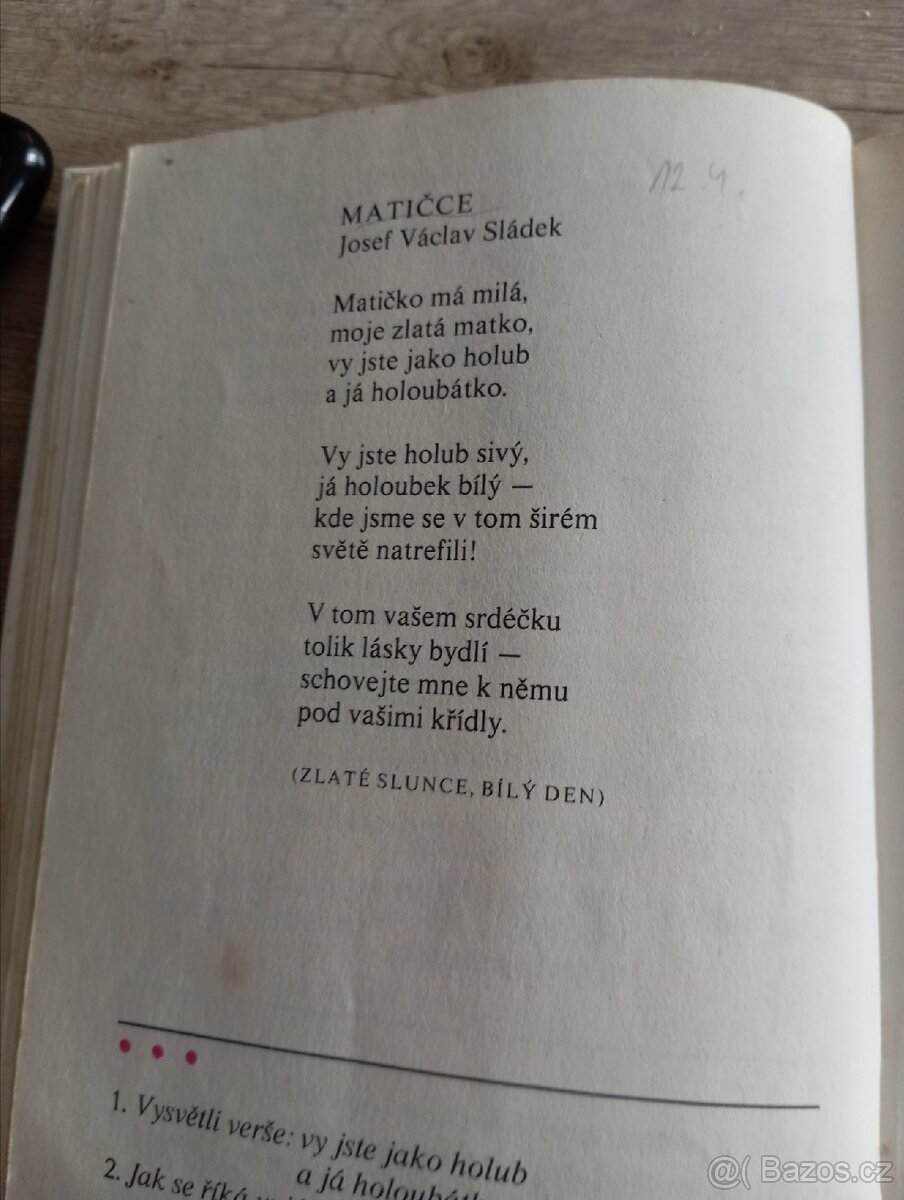 12.4.
MATIČCE
Josef Václav Sládek
Matičko má milá,
moje zlatá matko,
vy jste jako holub
a já holoubátko.
Vy jste holub sivý,
já holoubek bílý —
kde jsme se v tom širém
světě natrefili!
V tom vašem srdéčku
tolik lásky bydlí —
schovejte mne k němu
pod vašimi křídly.
(ZLATÉ SLUNCE, BÍLÝ DEN)
1. Vysvětli verše: vy jste jako holub
a já holoubátko
2. Jak se říká
@( Bazos.cz